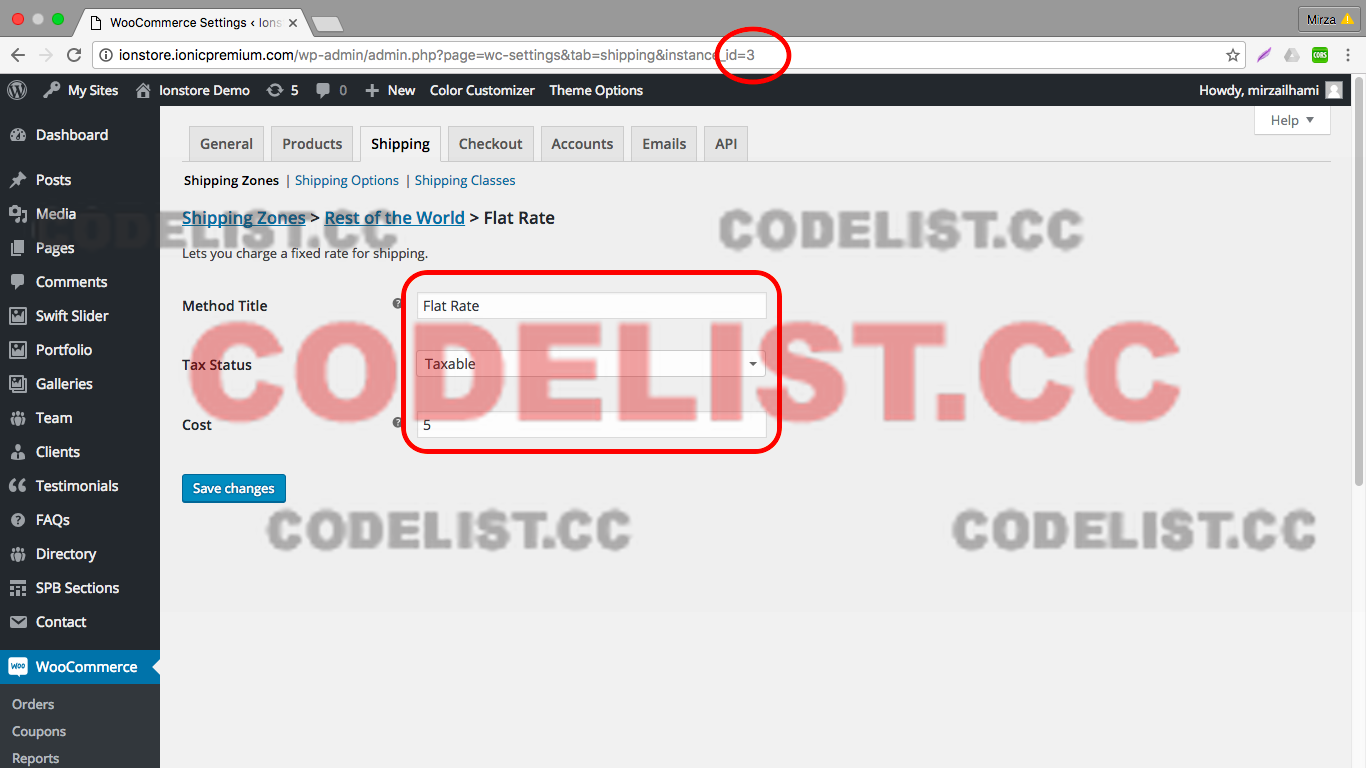 WooCommerce Settings ‹ Ions
Mirza
ionstore.ionicpremium.com/wp-admin/admin.php?page=wc-settings&tab=shipping&instance_id=3
CORS
My Sites
Ionstore Demo
5
0
New
Color Customizer
Theme Options
Howdy, mirzailhami
Help
Dashboard
Posts
Media
Pages
Comments
Swift Slider
Portfolio
Galleries
Team
Clients
Testimonials
FAQs
Directory
SPB Sections
Contact
WOO
WooCommerce
Orders
Coupons
Reports
General
Products
Shipping
Checkout
Accounts
Emails
API
Shipping Zones | Shipping Options | Shipping Classes
Shipping Zones > Rest of the World > Flat Rate
Lets you charge a fixed rate for shipping.
Method Title
Flat Rate
Tax Status
Taxable
Cost
5
Save changes
CODELIST.CC
CODELIST.CC
CODELIST.CC
CODELIST.CC
CODELIST.CC